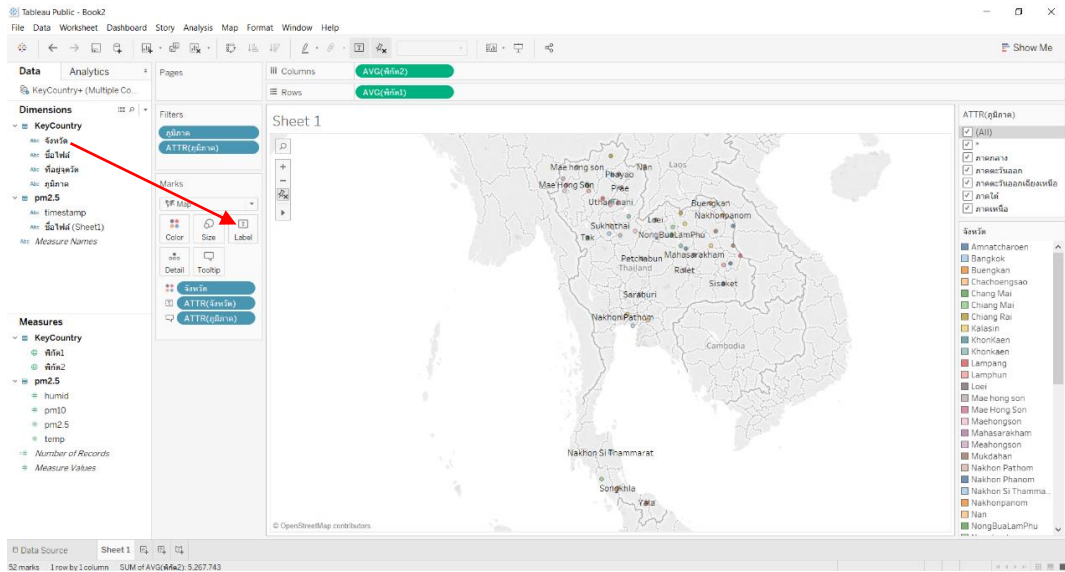 Tableau Public - Book2
File Data Worksheet Dashboard Story Analysis Map Format Window Help
Show Me
Data Analytics
Pages
Columns AVG(พิกัด2)
KeyCountry+ (Multiple Co...
Rows AVG(พิกัด1)
Dimensions
Filters
Sheet 1
ATTR(ภูมิภาค)
KeyCountry
Abc จังหวัด
Abc ชื่อไฟล์
Abc ที่อยู่จุดวัด
Abc ภูมิภาค
pm2.5
Abc timestamp
Abc ชื่อไฟล์ (Sheet1)
Abc Measure Names
ภูมิภาค
ATTR(ภูมิภาค)
Marks
Map
Color Size Label
Detail Tooltip
จังหวัด
ATTR(จังหวัด)
ATTR(ภูมิภาค)
Measures
KeyCountry
พิกัด1
พิกัด2
pm2.5
humid
pm10
pm2.5
temp
Number of Records
Measure Values
Mae hong son
Nan
Laos
Phayao
Mae Hong Son
Prae
UthaiThani
Buengkan
Sukhothai
Loei
Nakhonpanom
Tak
NongBuaLamPhu
Petchabun
Mahasarakham
Thailand
RoIet
Sisaket
Saraburi
NakhonPathom
Cambodia
Nakhon Si Thammarat
Songkhla
Yala
© OpenStreetMap contributors
(All)
*
ภาคกลาง
ภาคตะวันออก
ภาคตะวันออกเฉียงเหนือ
ภาคใต้
ภาคเหนือ
จังหวัด
Amnatcharoen
Bangkok
Buengkan
Chachoengsao
Chang Mai
Chiang Mai
Chiang Rai
Kalasin
KhonKaen
Khonkaen
Lampang
Lamphun
Loei
Mae hong son
Mae Hong Son
Maehongson
Mahasarakham
Meahongson
Mukdahan
Nakhon Pathom
Nakhon Phanom
Nakhon Si Thamma..
Nakhonpanom
Nan
NongBuaLamPhu
Data Source Sheet 1
52 marks 1 row by 1 column SUM of AVG(พิกัด2): 5,267.743